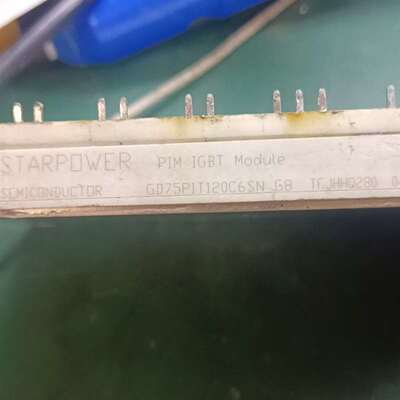 STARPOWER PIM IGBT Module
SEMICONDUCTOR GD75PIT120C6SN G8